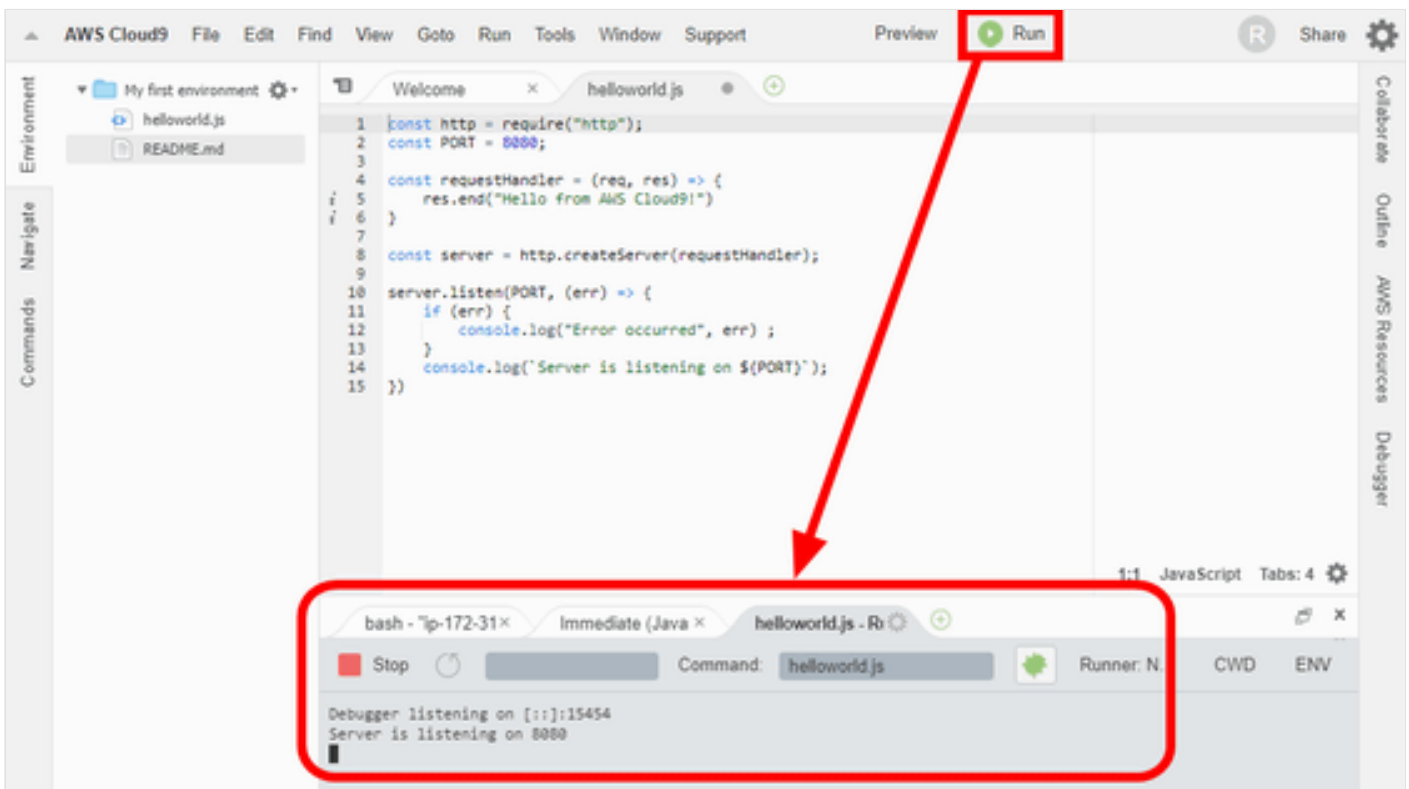 AWS Cloud9 File Edit Find View Goto Run Tools Window Support Preview Run R Share
Environment
Navigate
Commands
My first environment
helloworld.js
README.md
Welcome × helloworld.js
1 const http = require("http");
2 const PORT = 8080;
3
4 const requestHandler = (req, res) => {
i 5 res.end("Hello from AWS Cloud9!")
i 6 }
7
8 const server = http.createServer(requestHandler);
9
10 server.listen(PORT, (err) => {
11 if (err) {
12 console.log("Error occurred", err) ;
13 }
14 console.log(`Server is listening on ${PORT}`);
15 })
1:1 JavaScript Tabs: 4
Collaborate
Outline
AWS Resources
Debugger
bash - "ip-172-31× Immediate (Java × helloworld.js - R
Stop Command: helloworld.js Runner: N. CWD ENV
Debugger listening on [::]:15454
Server is listening on 8080